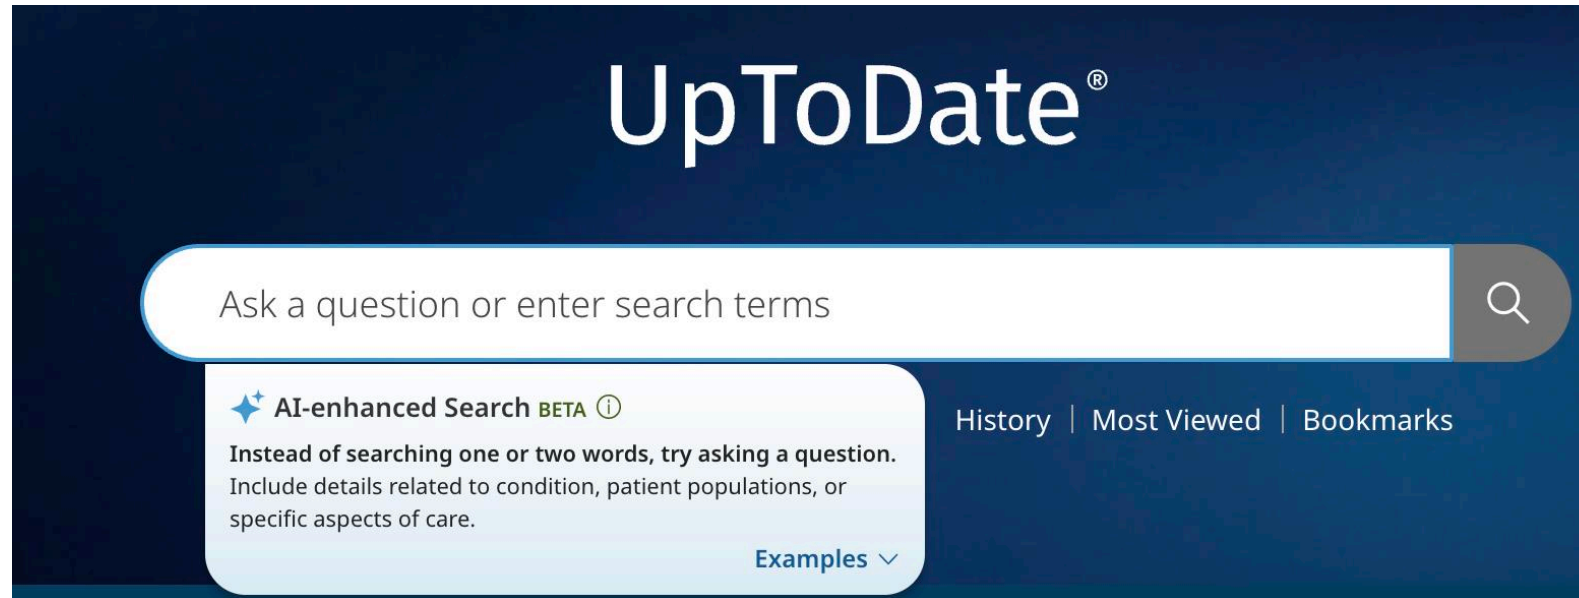 UpToDate®
Ask a question or enter search terms
AI-enhanced Search BETA
Instead of searching one or two words, try asking a question.
Include details related to condition, patient populations, or
specific aspects of care.
Examples
History | Most Viewed | Bookmarks